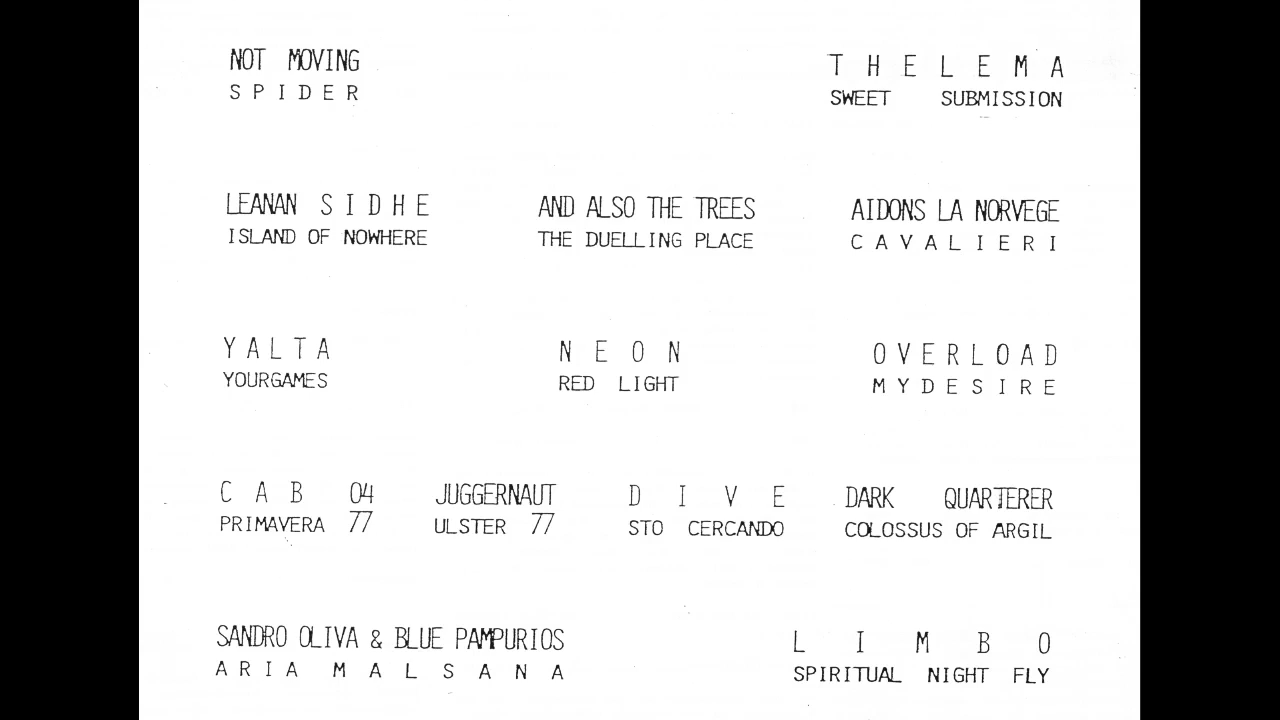 NOT MOVING
SPIDER
THELEMA
SWEET SUBMISSION
LEANAN SIDHE
ISLAND OF NOWHERE
AND ALSO THE TREES
THE DUELLING PLACE
AIDONS LA NORVEGE
CAVALIERI
YALTA
YOURGAMES
NEON
RED LIGHT
OVERLOAD
MYDESIRE
CAB 04
PRIMAVERA 77
JUGGERNAUT
ULSTER 77
DIVE
STO CERCANDO
DARK QUARTERER
COLOSSUS OF ARGIL
SANDRO OLIVA & BLUE PAMPURIOS
ARIA MALSANA
LIMBO
SPIRITUAL NIGHT FLY